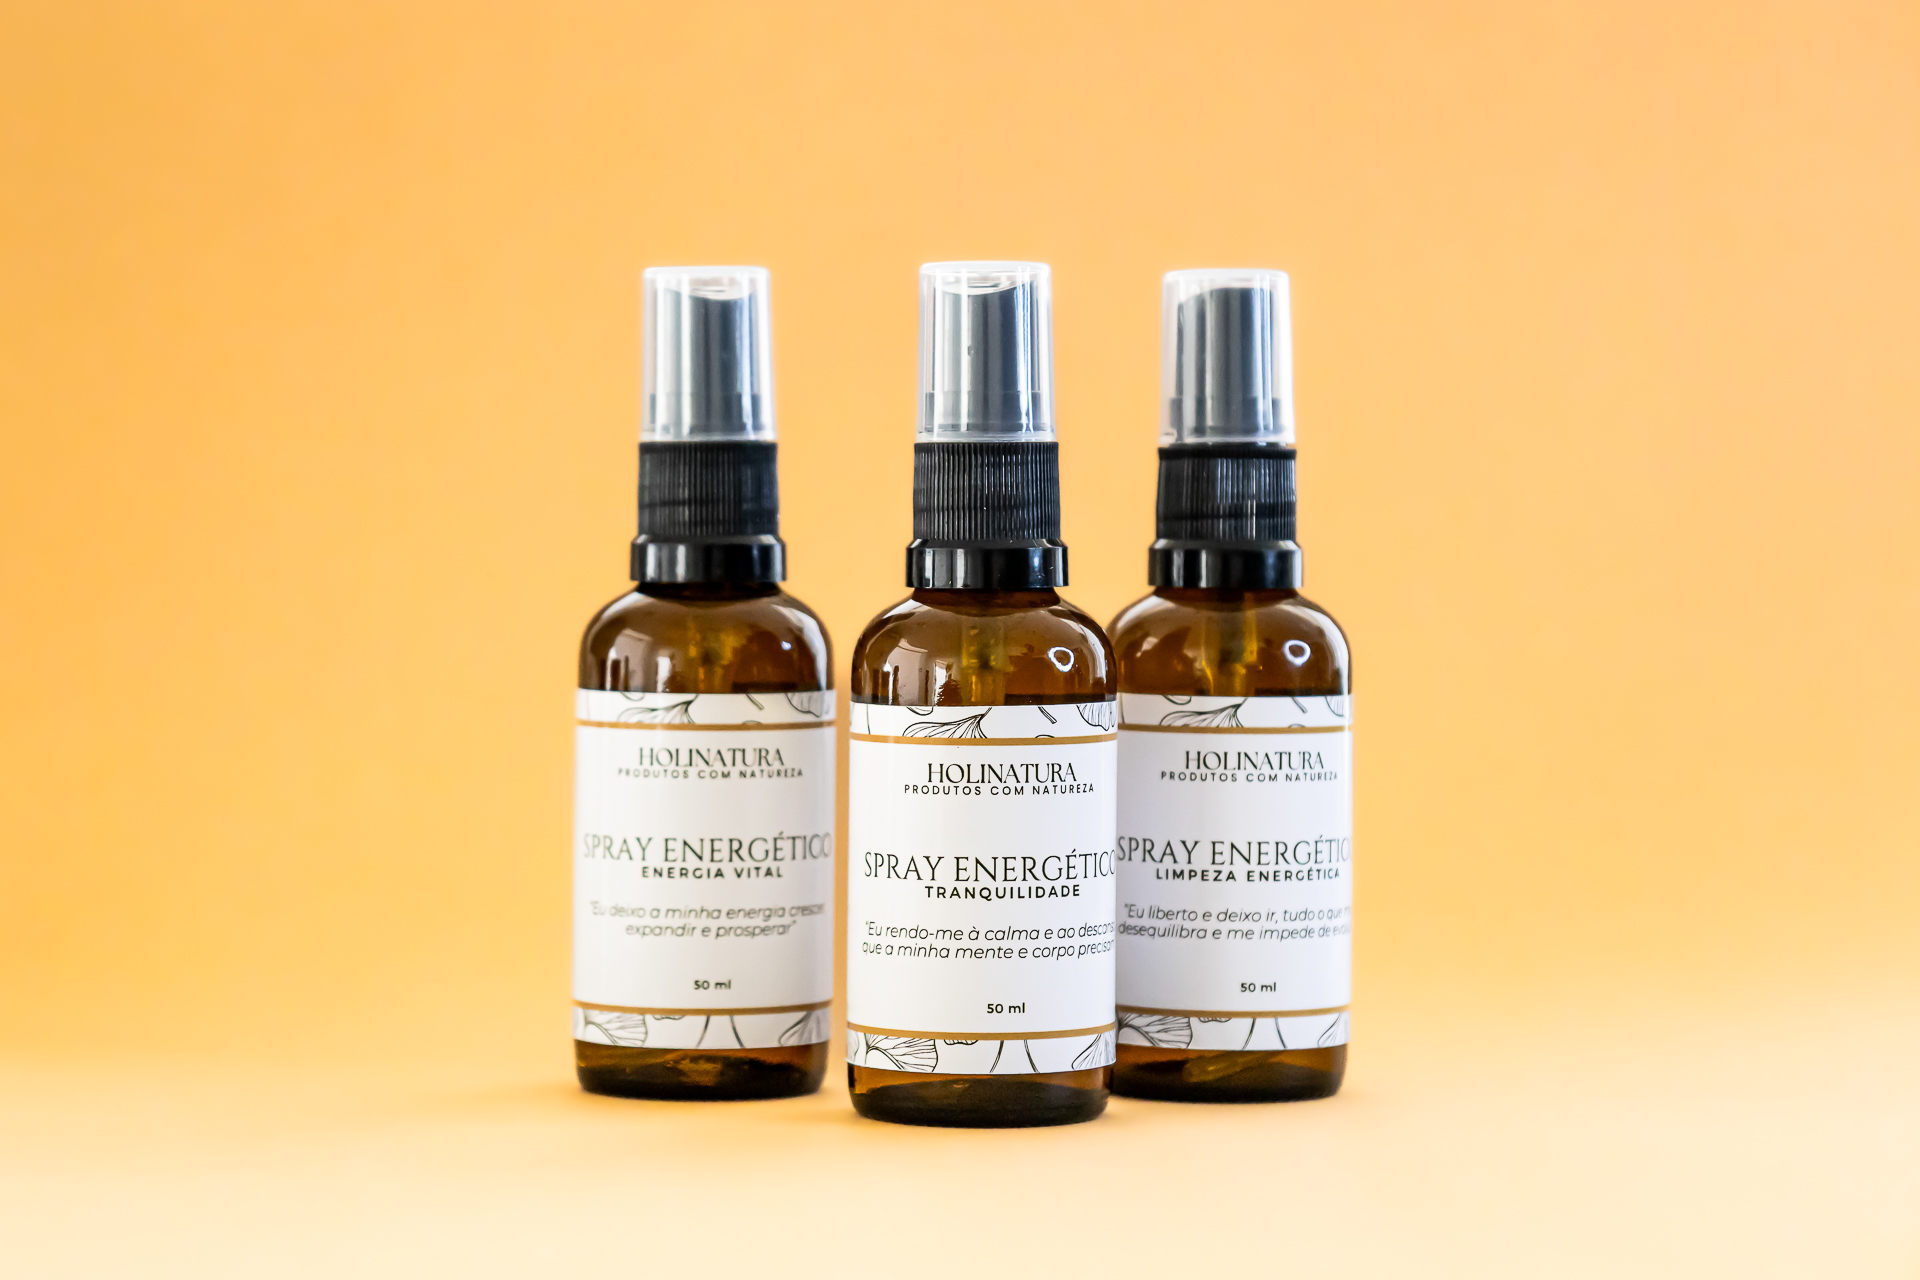 HOLINATURA
PRODUTOS COM NATUREZA
SPRAY ENERGÉTICO
ENERGIA VITAL
"Eu deixo a minha energia crescer,
expandir e prosperar"
50 ml
HOLINATURA
PRODUTOS COM NATUREZA
SPRAY ENERGÉTICO
TRANQUILIDADE
"Eu rendo-me à calma e ao
que a minha mente e corpo
50 ml
HOLINATURA
PRODUTOS COM NATUREZA
SPRAY ENERGÉTICO
LIMPEZA ENERGÉTICA
"Eu liberto e deixo ir, tudo o que
desequilibra e me impede de
50 ml